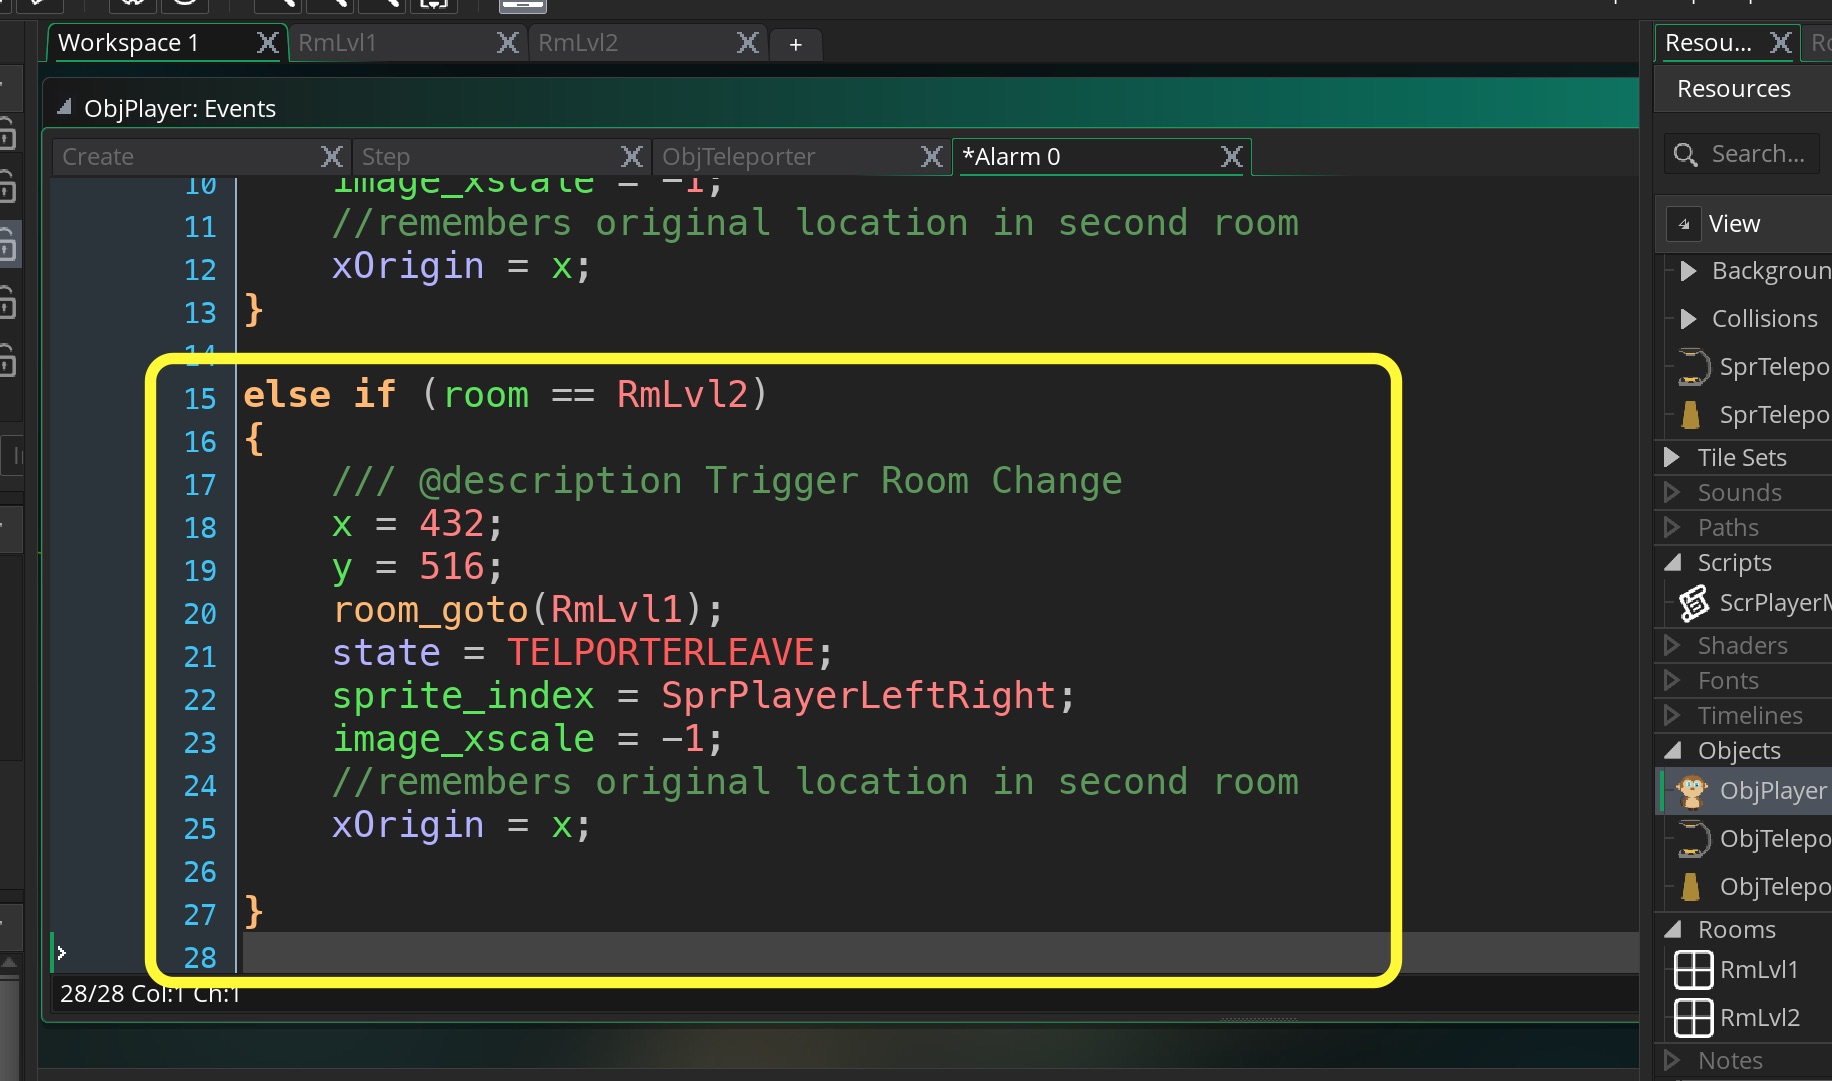 Workspace 1
RmLvl1
RmLvl2
+
Resou...
Resources
ObjPlayer: Events
Create
Step
ObjTeleporter
*Alarm 0
Search...
View
10 image_xscale = -1;
11 //remembers original location in second room
12 xOrigin = x;
13 }
14
15 else if (room == RmLvl2)
16 {
17 /// @description Trigger Room Change
18 x = 432;
19 y = 516;
20 room_goto(RmLvl1);
21 state = TELPORTERLEAVE;
22 sprite_index = SprPlayerLeftRight;
23 image_xscale = -1;
24 //remembers original location in second room
25 xOrigin = x;
26
27 }
28
28/28 Col:1 Ch:1
Backgroun
Collisions
SprTelepo
SprTelepo
Tile Sets
Sounds
Paths
Scripts
ScrPlayerM
Shaders
Fonts
Timelines
Objects
ObjPlayer
ObjTelepo
ObjTelepo
Rooms
RmLvl1
RmLvl2
Notes